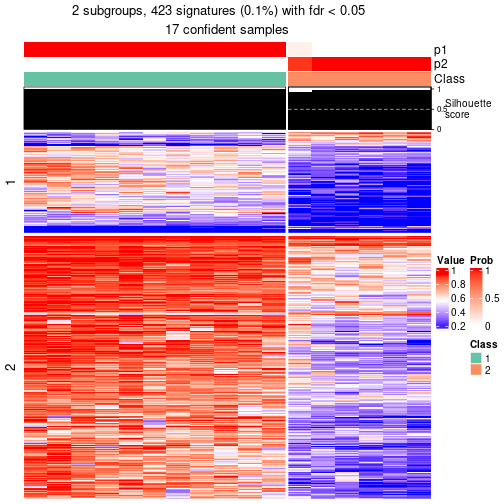 2 subgroups, 423 signatures (0.1%) with fdr < 0.05
17 confident samples
p1
p2
Class
1
0.5
0
Silhouette
score
1
2
Value
1
0.8
0.6
0.4
0.2
Prob
1
0.5
0
Class
1
2